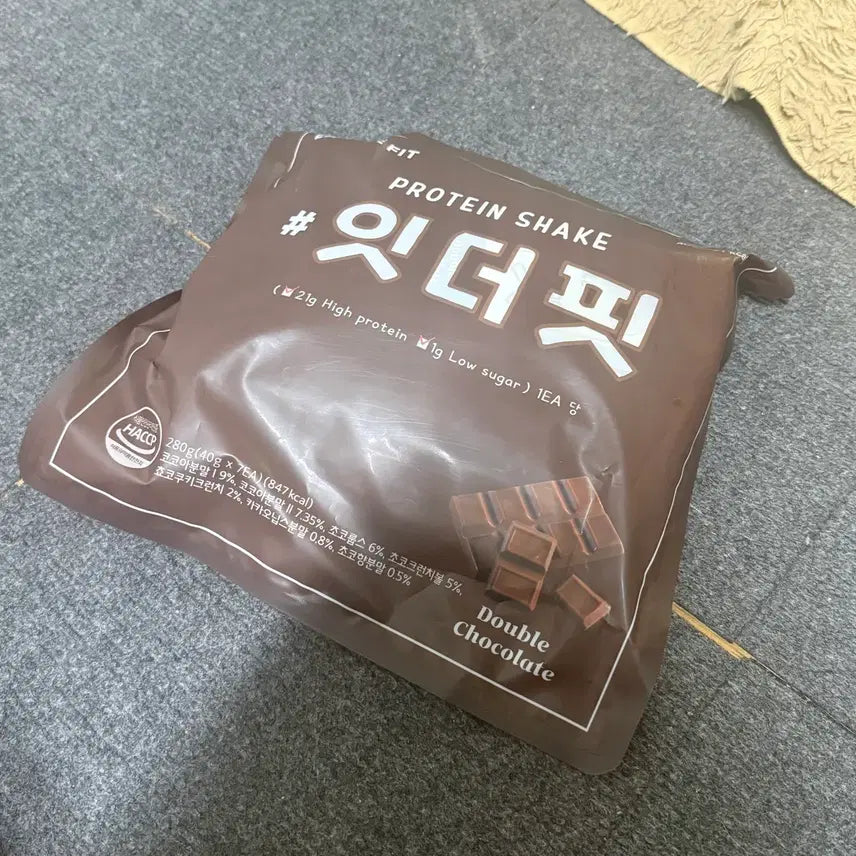 FIT
PROTEIN SHAKE
#잇더핏
(21g High protein 1g Low sugar) 1EA 당
HACCP
280g(40g x 7EA)(847kcal)
코코아분말 I 9%, 코코아분말 II 7.35%, 초코룸스 6%, 초코크런치볼 5%,
초코쿠키크런치 2%, 카카오닙스분말 0.8%, 초코향분말 0.5%
Double
Chocolate